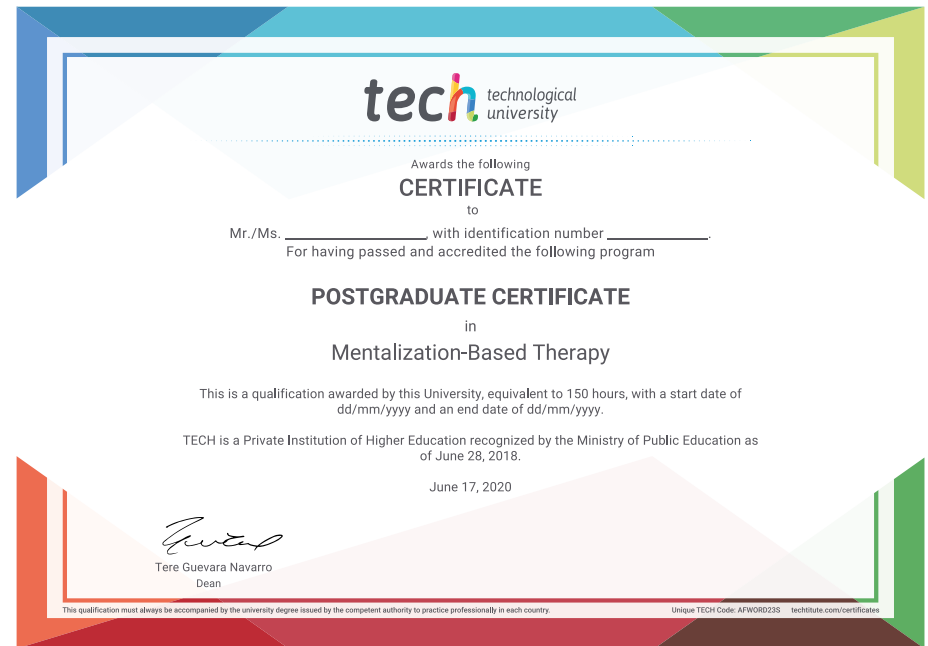 tech technological
university
Awards the following
CERTIFICATE
to
Mr./Ms. ____________________, with identification number ______________.
For having passed and accredited the following program
POSTGRADUATE CERTIFICATE
in
Mentalization-Based Therapy
This is a qualification awarded by this University, equivalent to 150 hours, with a start date of
dd/mm/yyyy and an end date of dd/mm/yyyy.
TECH is a Private Institution of Higher Education recognized by the Ministry of Public Education as
of June 28, 2018.
June 17, 2020
Tere Guevara Navarro
Dean
This qualification must always be accompanied by the university degree issued by the competent authority to practice professionally in each country.
Unique TECH Code: AFWORD23S techtitute.com/certificates